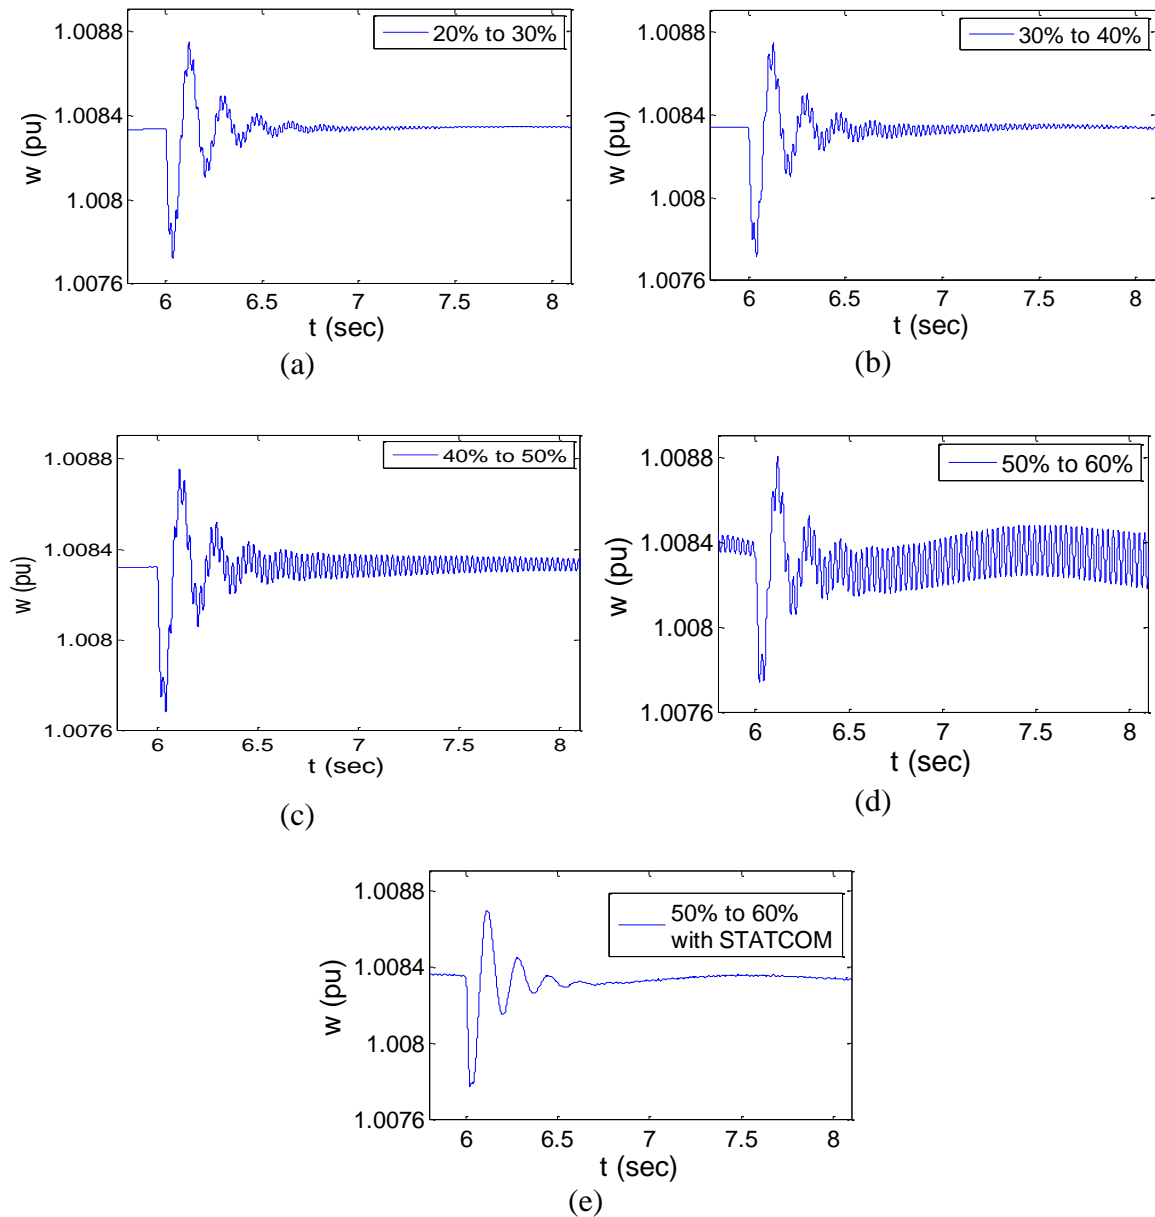 1.0088
1.0084
1.008
1.0076
w (pu)
20% to 30%
6 6.5 7 7.5 8
t (sec)
(a)
1.0088
1.0084
1.008
1.0076
w (pu)
30% to 40%
6 6.5 7 7.5 8
t (sec)
(b)
1.0088
1.0084
1.008
1.0076
w (pu)
40% to 50%
6 6.5 7 7.5 8
t (sec)
(c)
1.0088
1.0084
1.008
1.0076
w (pu)
50% to 60%
6 6.5 7 7.5 8
t (sec)
(d)
1.0088
1.0084
1.008
1.0076
w (pu)
50% to 60%
with STATCOM
6 6.5 7 7.5 8
t (sec)
(e)